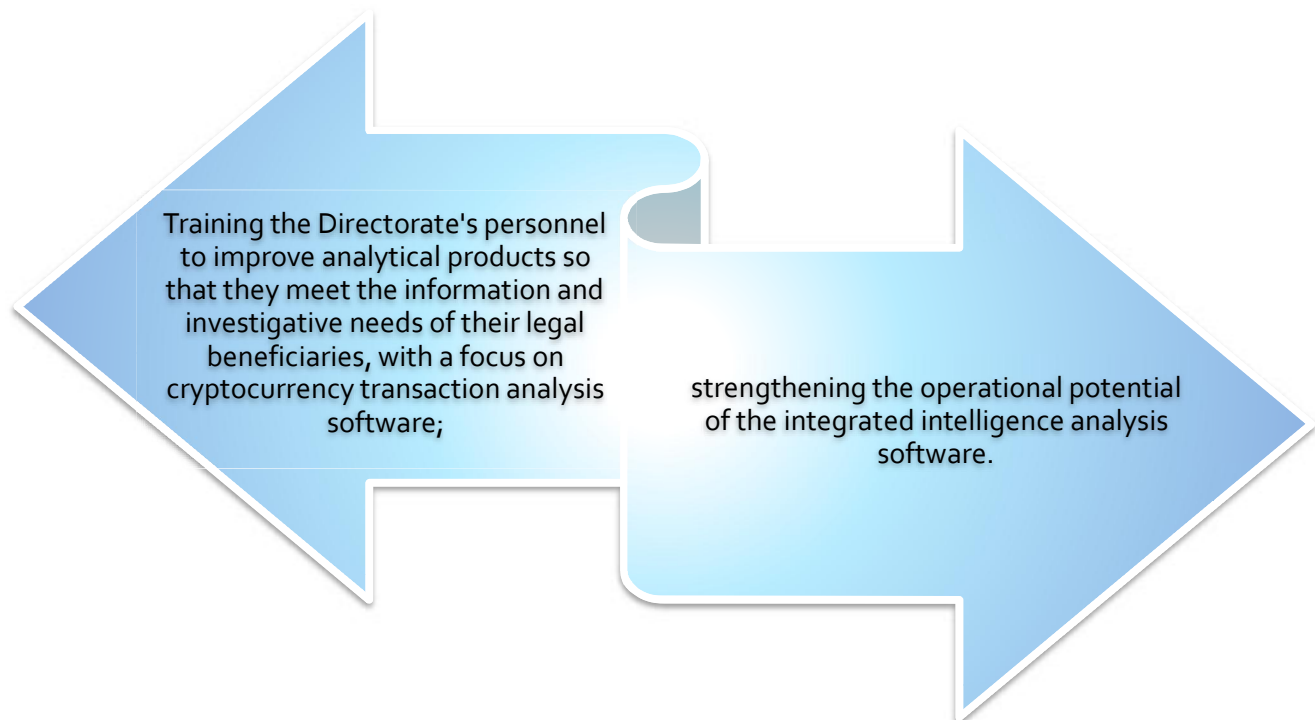 Training the Directorate's personnel
to improve analytical products so
that they meet the information and
investigative needs of their legal
beneficiaries, with a focus on
cryptocurrency transaction analysis
software;
strengthening the operational potential
of the integrated intelligence analysis
software.